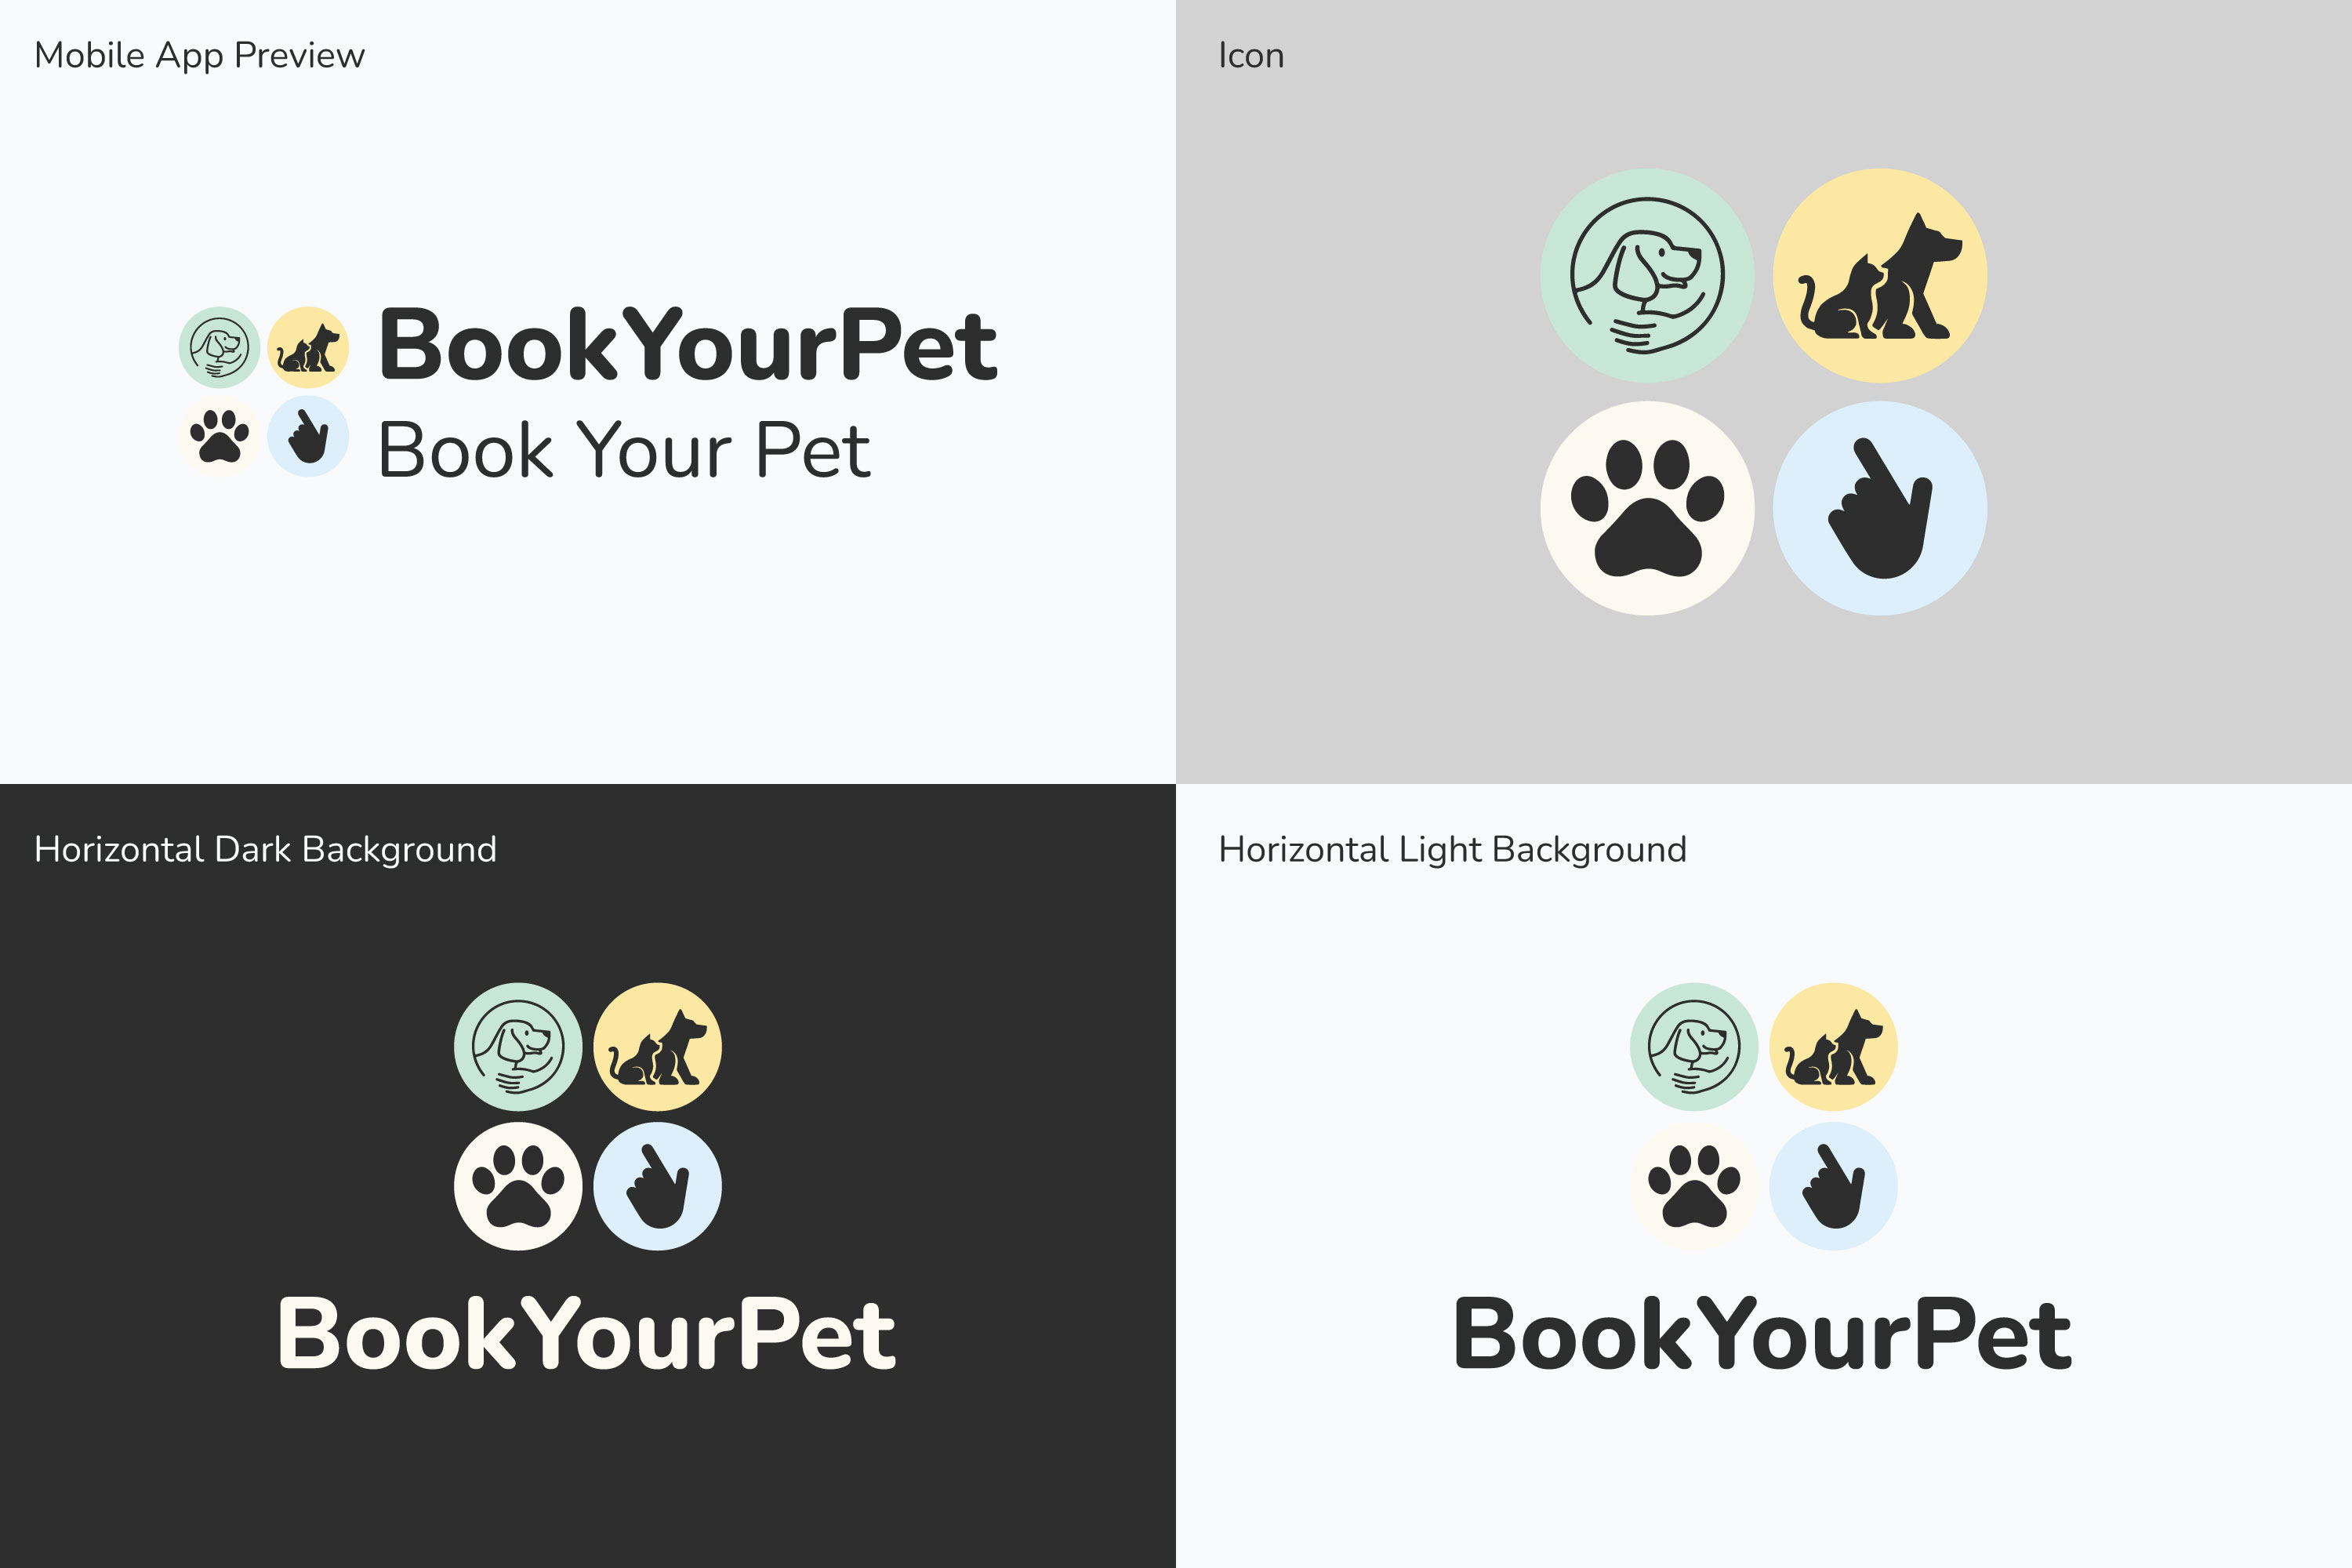 Mobile App Preview
BookYourPet
Book Your Pet
Icon
Horizontal Dark Background
BookYourPet
Horizontal Light Background
BookYourPet